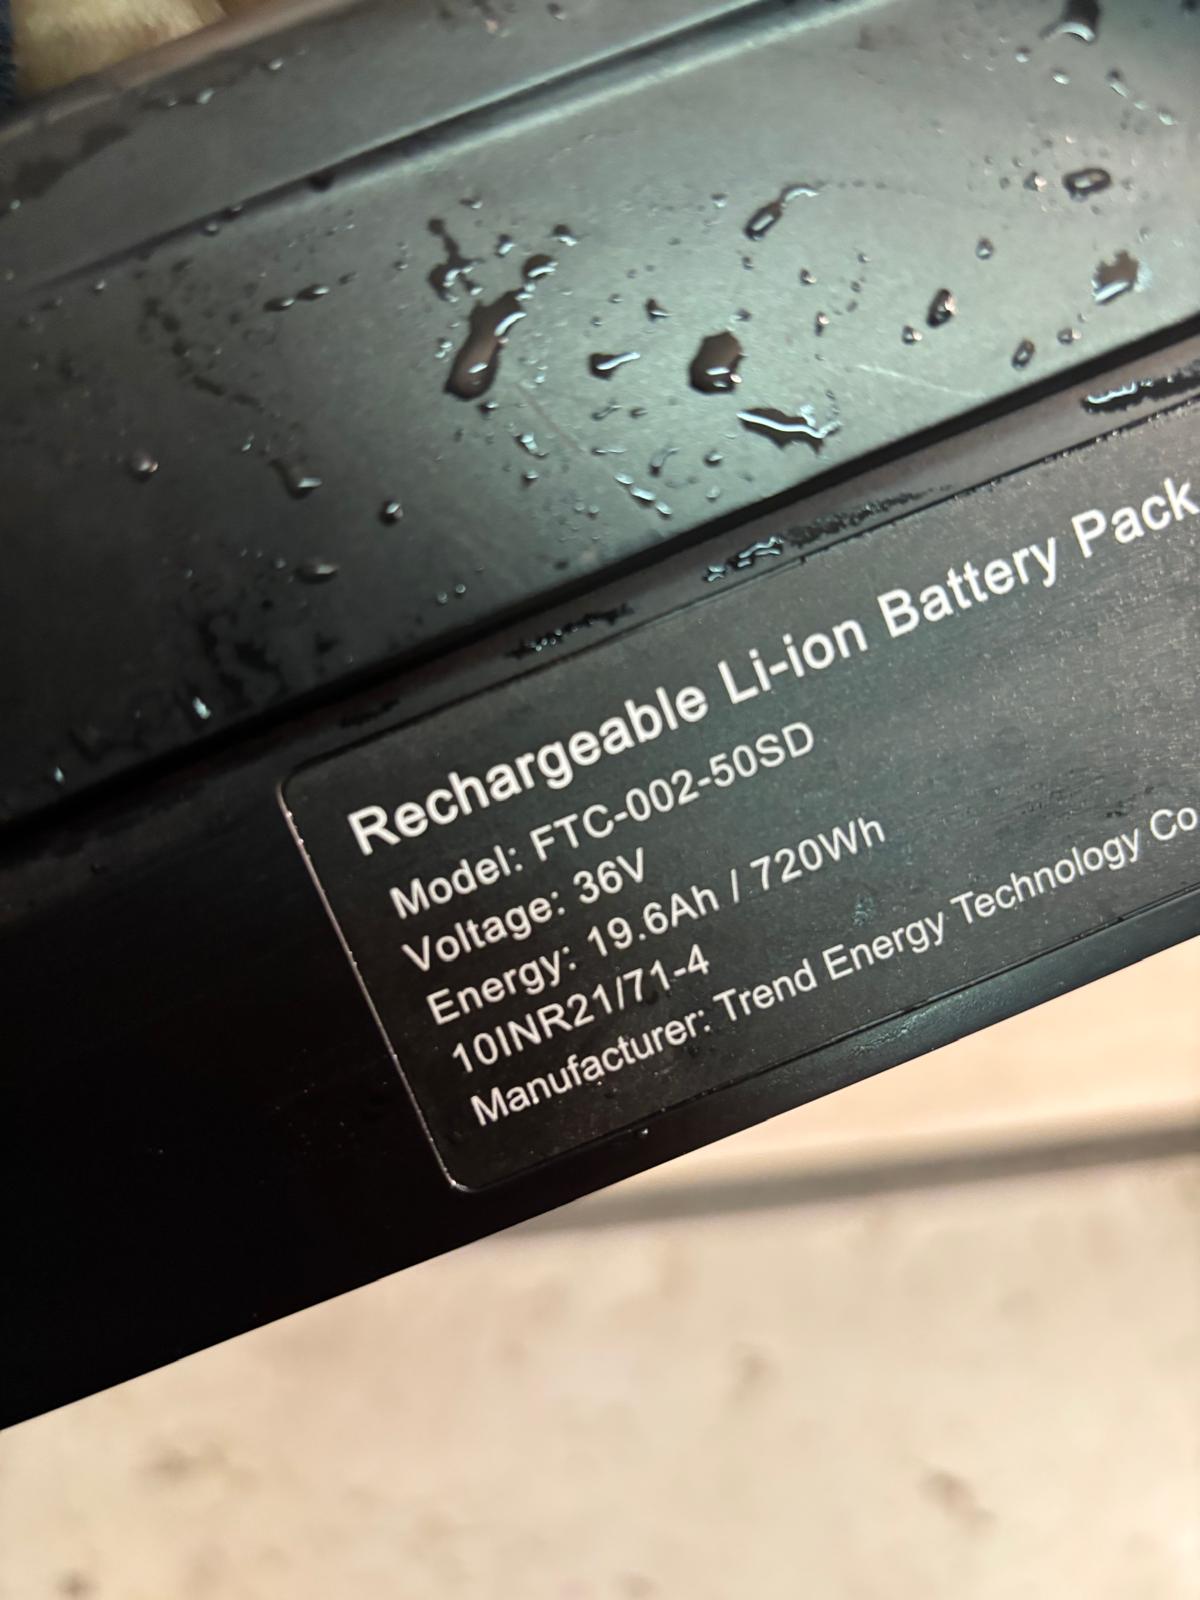 Rechargeable Li-ion Battery Pack
Model: FTC-002-50SD
Voltage: 36V
Energy: 19.6Ah / 720Wh
10INR21/71-4
Manufacturer: Trend Energy Technology Co